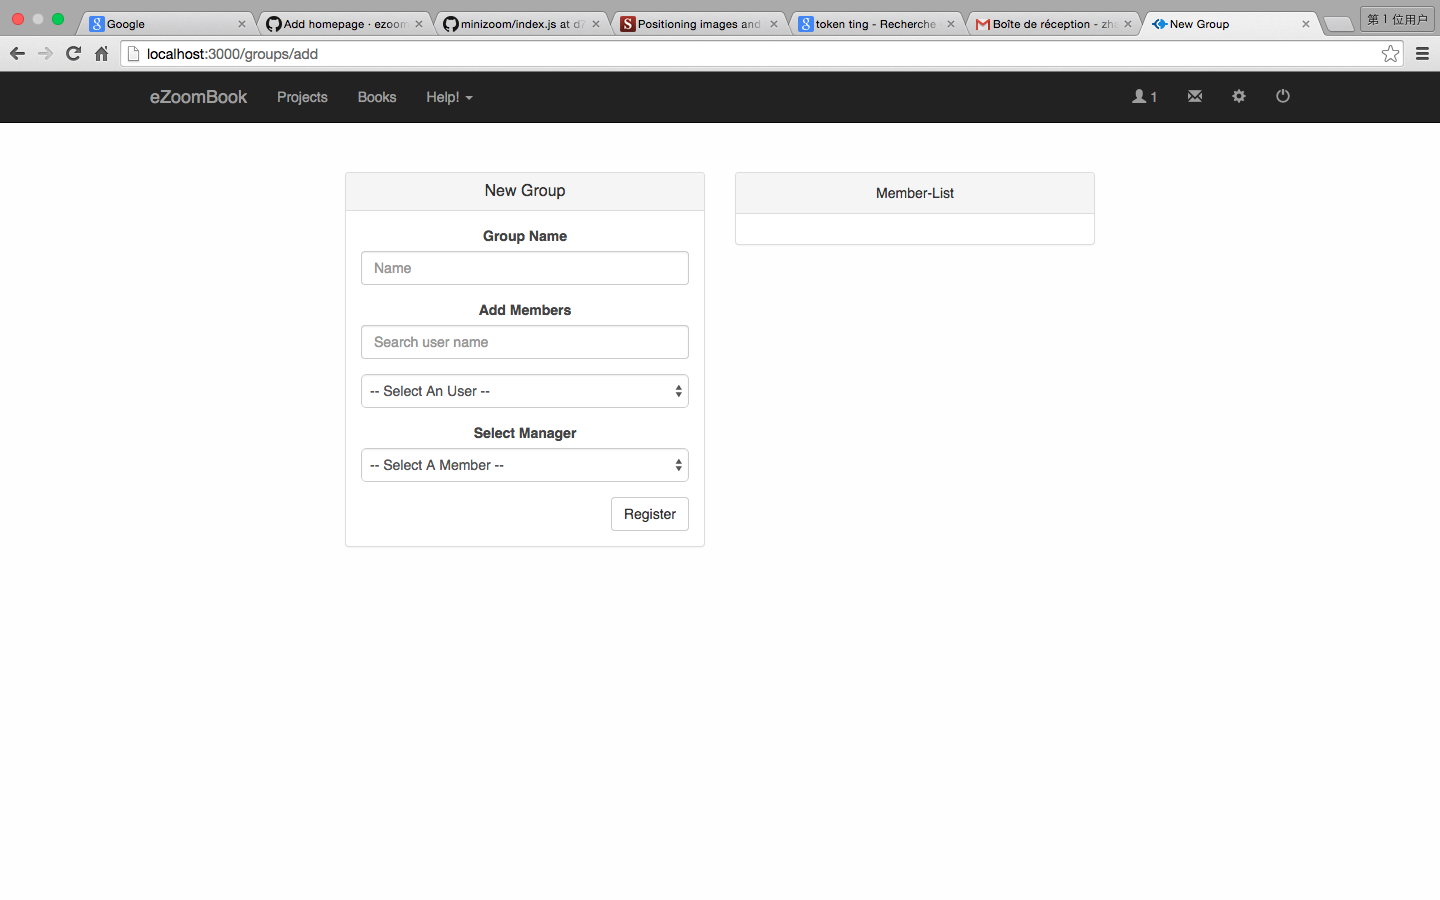 Google
Add homepage · ezoom
minizoom/index.js at d7
Positioning images and
token ting - Recherche
Boîte de réception - zha
New Group
第 1 位用户
localhost:3000/groups/add
eZoomBook
Projects
Books
Help!
1
New Group
Group Name
Name
Add Members
Search user name
-- Select An User --
Select Manager
-- Select A Member --
Register
Member-List